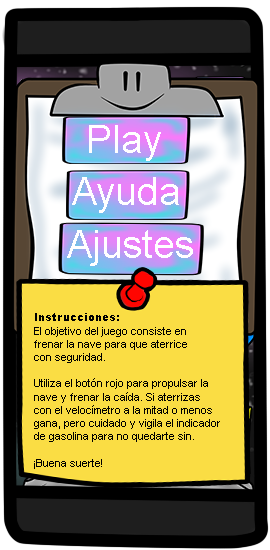 Play
Ayuda
Ajustes
Instrucciones:
El objetivo del juego consiste en
frenar la nave para que aterrice
con seguridad.
Utiliza el botón rojo para propulsar la
nave y frenar la caída. Si aterrizas
con el velocímetro a la mitad o menos
gana, pero cuidado y vigila el indicador
de gasolina para no quedarte sin.
¡Buena suerte!